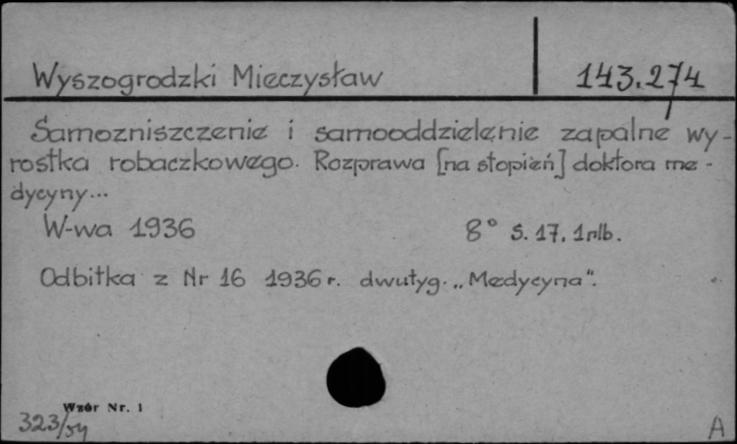 Wyszogrodzki Mieczysław 143.274
Samozniszczenie i samooddzielenie zapalne wy-
rostka robaczkowego. Rozprawa [na stopień] doktora me-
dycyny...
W-wa 1936 8° s. 17. 1nlb.
Odbitka z Nr 16 1936 r. dwutyg. „Medycyna".
Wzór Nr. 1
323/54
A